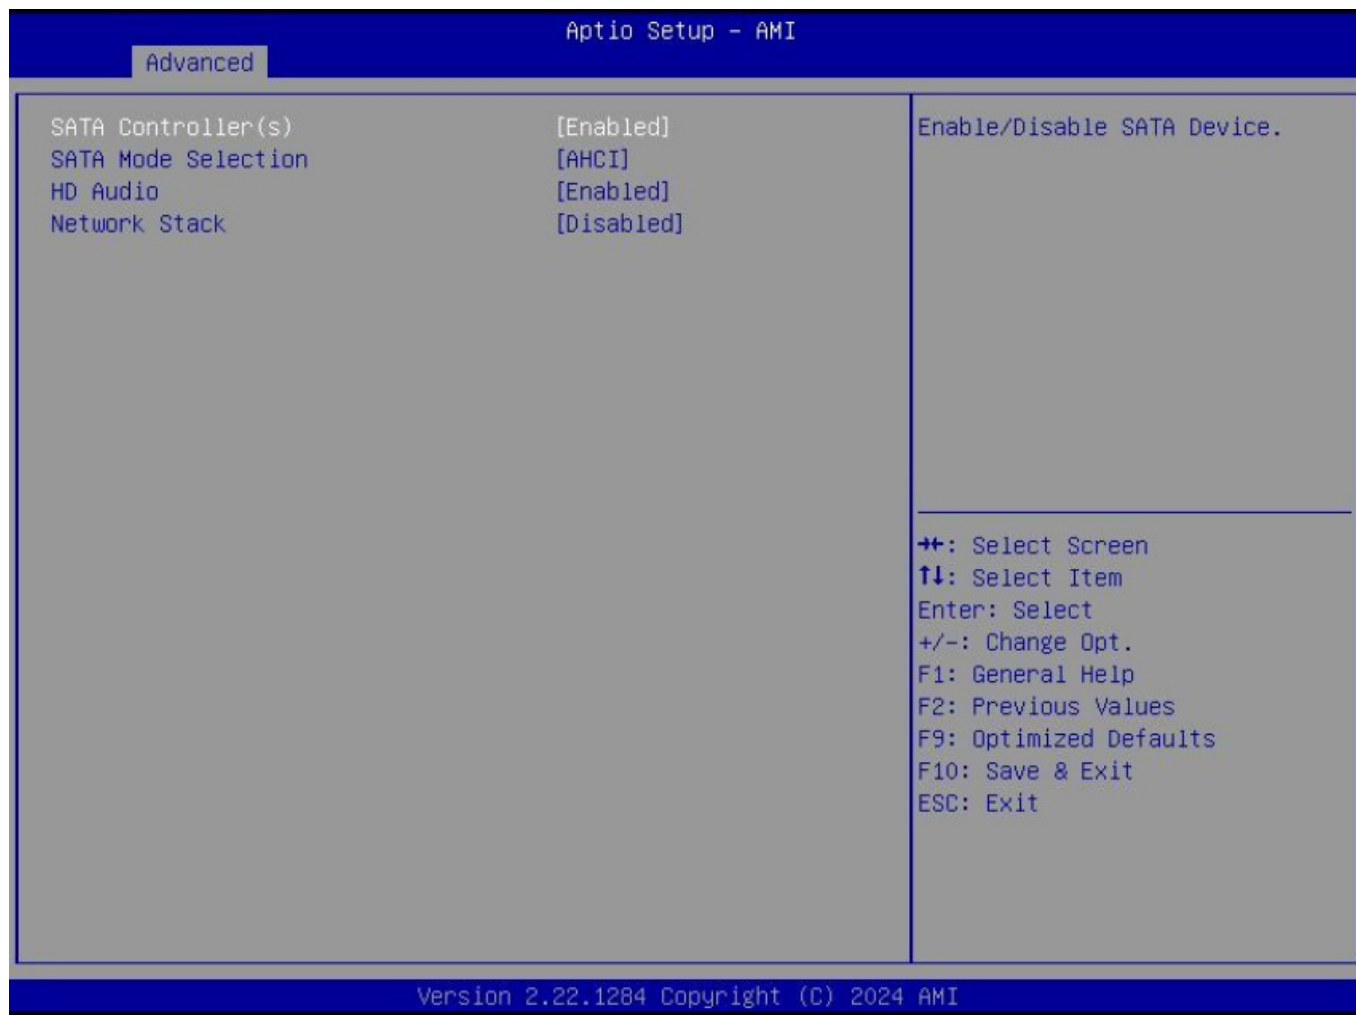 Aptio Setup – AMI
Advanced
SATA Controller(s) [Enabled]
SATA Mode Selection [AHCI]
HD Audio [Enabled]
Network Stack [Disabled]
Enable/Disable SATA Device.
→←: Select Screen
↑↓: Select Item
Enter: Select
+/-: Change Opt.
F1: General Help
F2: Previous Values
F9: Optimized Defaults
F10: Save & Exit
ESC: Exit
Version 2.22.1284 Copyright (C) 2024 AMI